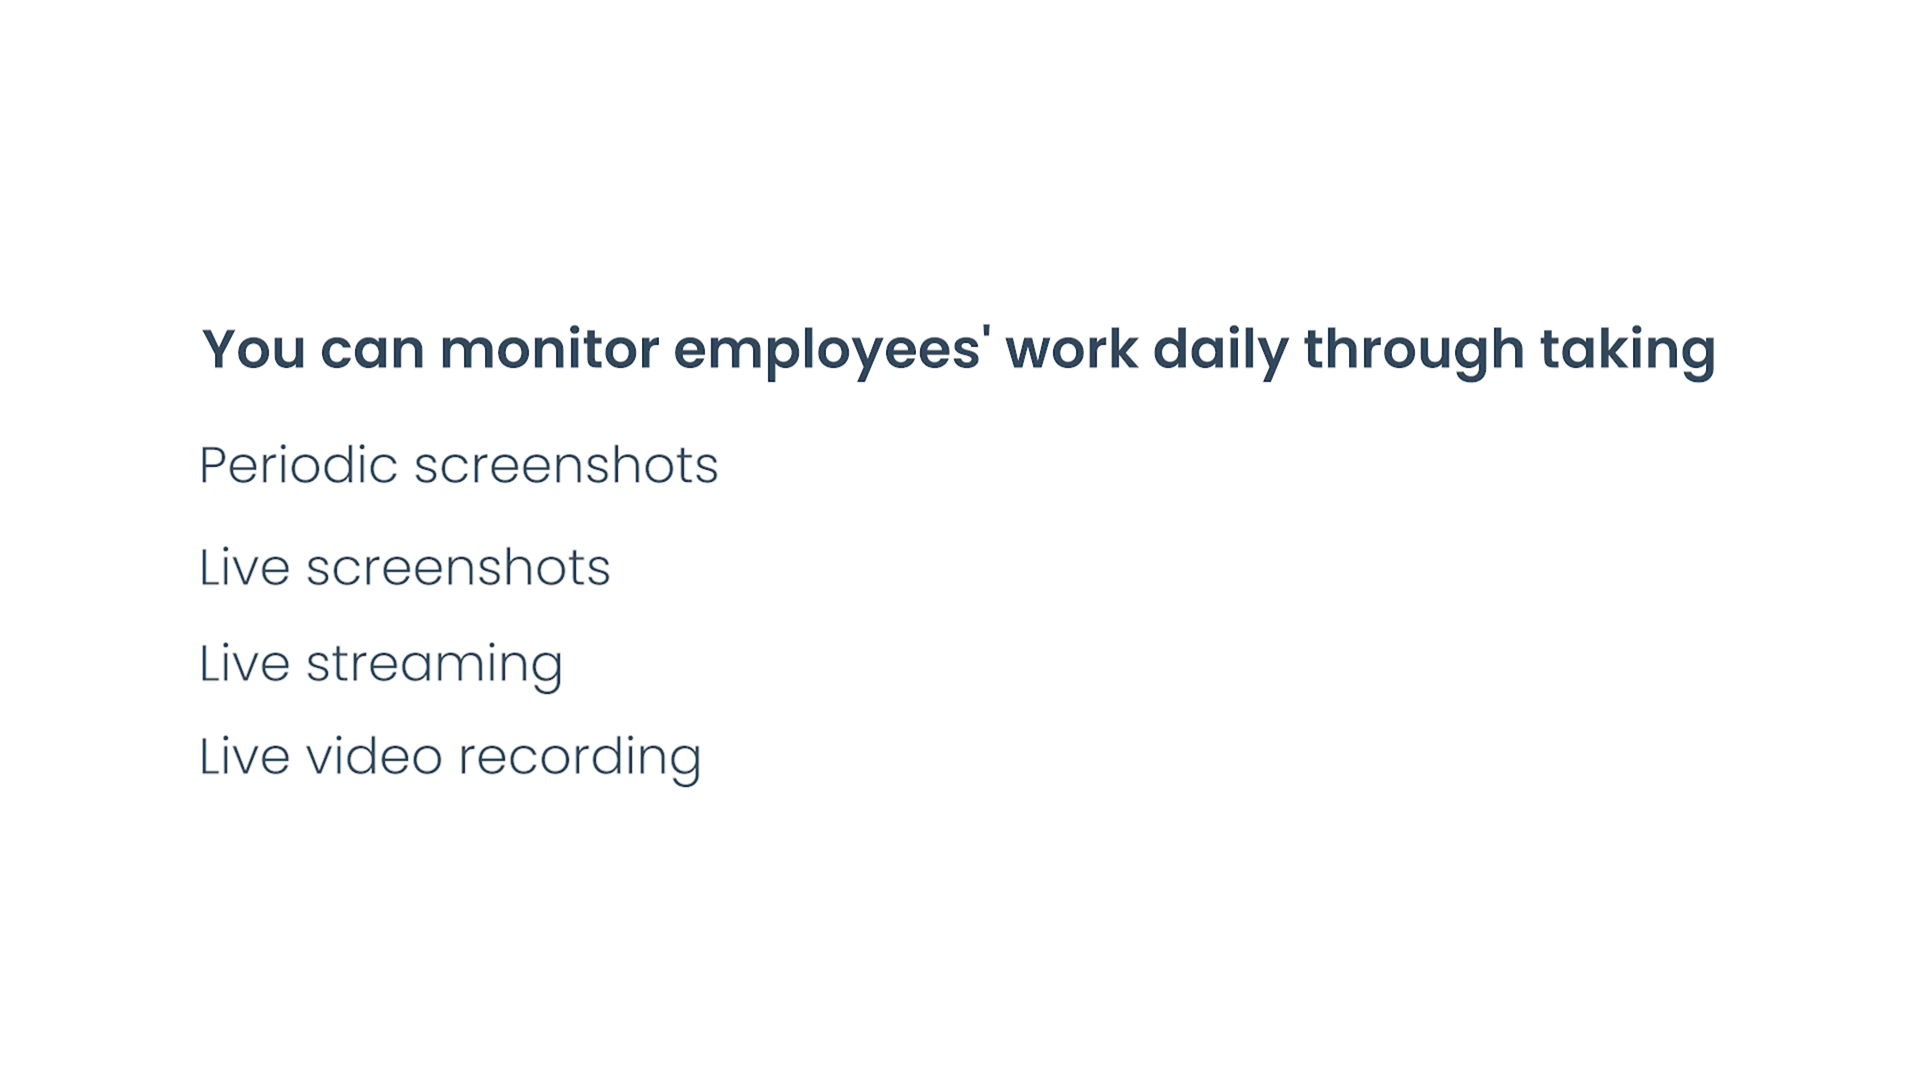 You can monitor employees' work daily through taking
Periodic screenshots
Live screenshots
Live streaming
Live video recording